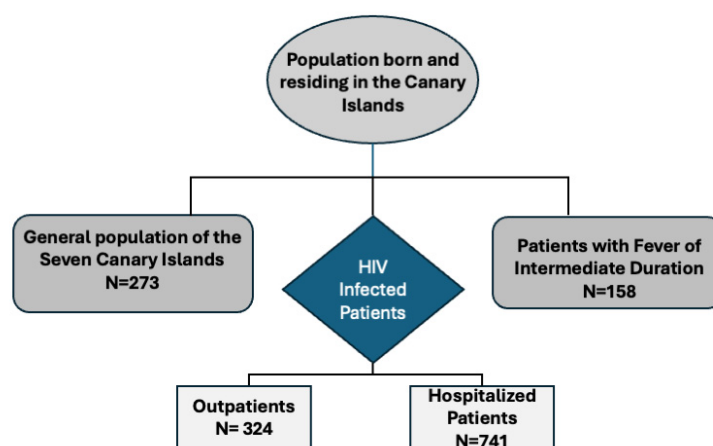 Population born and
residing in the Canary
Islands
General population of the
Seven Canary Islands
N=273
HIV
Infected
Patients
Patients with Fever of
Intermediate Duration
N=158
Outpatients
N= 324
Hospitalized
Patients
N=741